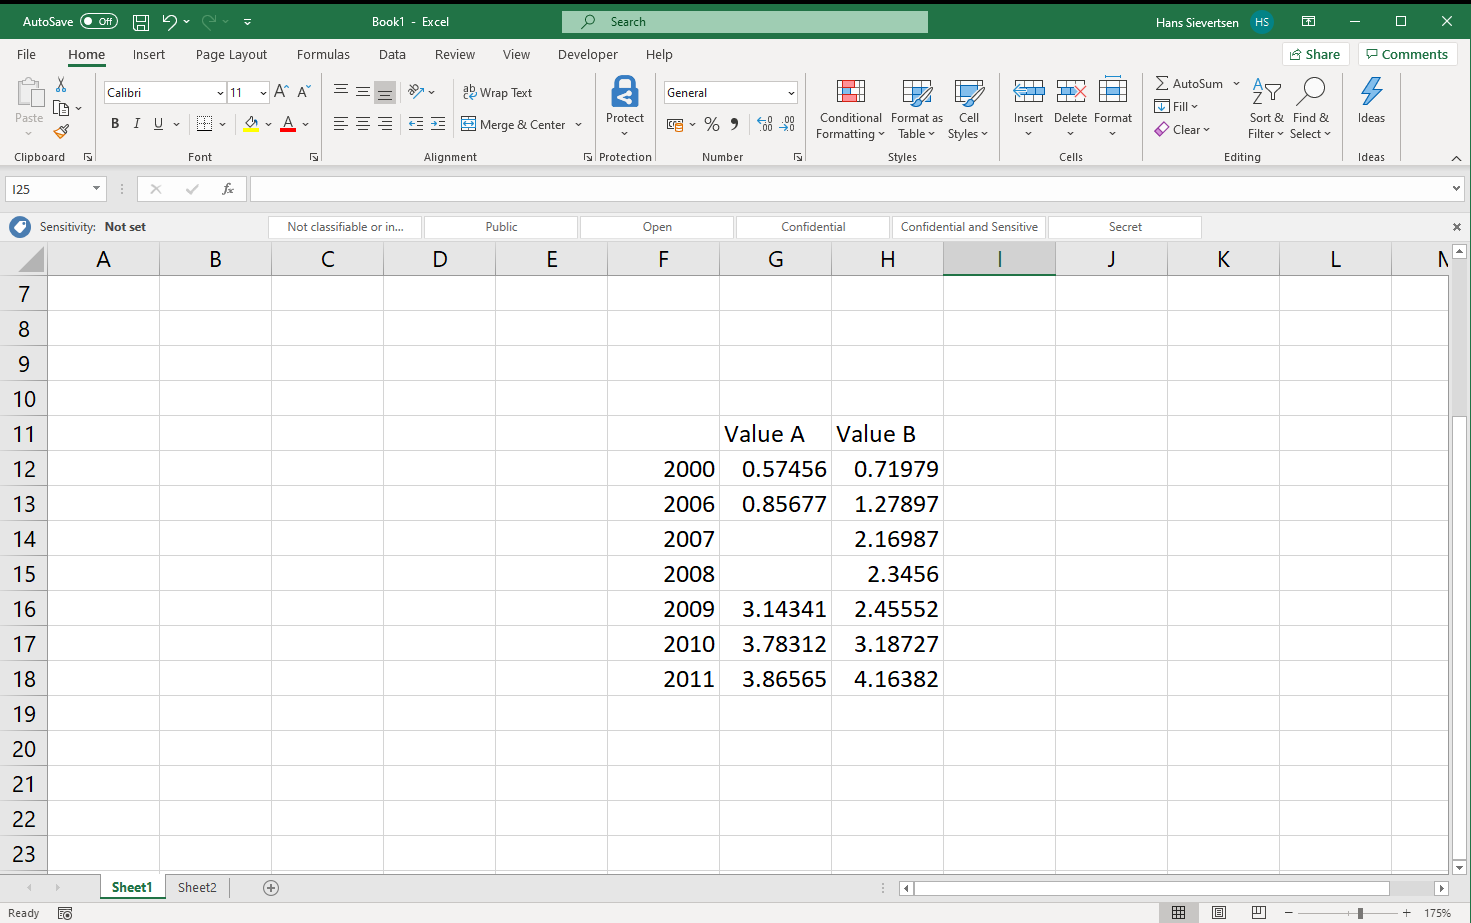 AutoSave Off Book1 - Excel Search Hans Sievertsen HS
File Home Insert Page Layout Formulas Data Review View Developer Help Share Comments
Paste Calibri 11 A A ab Wrap Text Protect General Conditional Formatting Format as Table Cell Styles Insert Delete Format AutoSum Fill Clear Sort & Filter Find & Select Ideas
B I U A Merge & Center % .00 .00
Clipboard Font Alignment Protection Number Styles Cells Editing Ideas
I25 fx
Sensitivity: Not set Not classifiable or in... Public Open Confidential Confidential and Sensitive Secret
A B C D E F G H I J K L M
7
8
9
10
11 Value A Value B
12 2000 0.57456 0.71979
13 2006 0.85677 1.27897
14 2007 2.16987
15 2008 2.3456
16 2009 3.14341 2.45552
17 2010 3.78312 3.18727
18 2011 3.86565 4.16382
19
20
21
22
23
Sheet1 Sheet2
Ready 175%